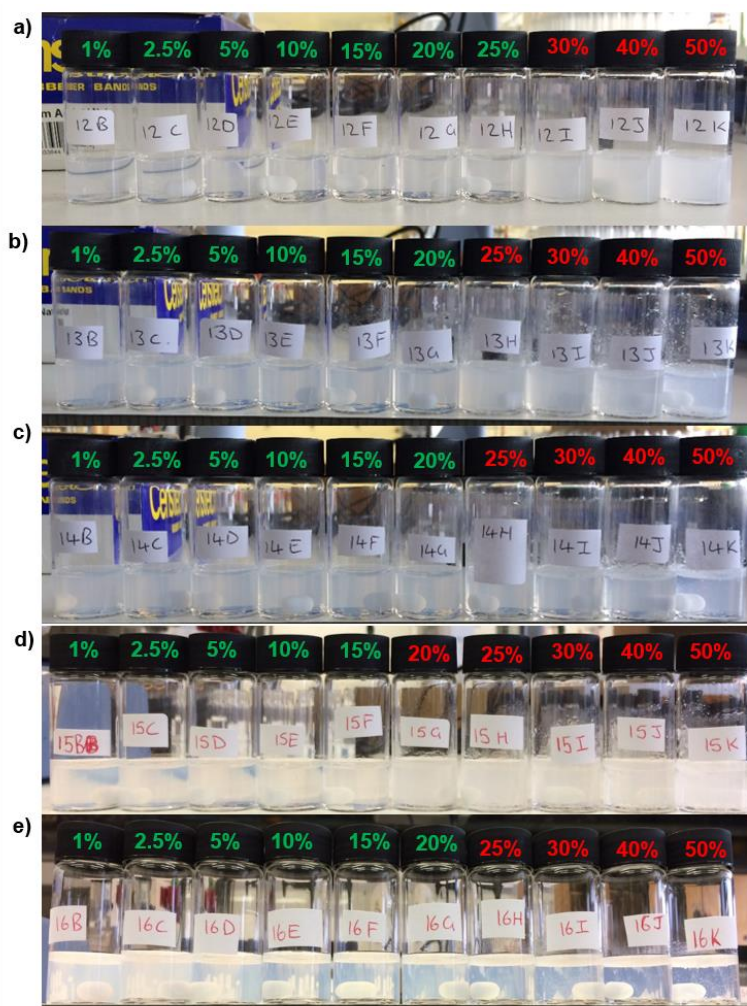 a)
1% 2.5% 5% 10% 15% 20% 25% 30% 40% 50%
12B 12C 12D 12E 12F 12G 12H 12I 12J 12K
b)
1% 2.5% 5% 10% 15% 20% 25% 30% 40% 50%
BANDS
13B 13C. 13D 13E 13F 13G 13H 13I 13J 13K
c)
1% 2.5% 5% 10% 15% 20% 25% 30% 40% 50%
14B 14C 14D 14E 14F 14G 14H 14I 14J 14K
d)
1% 2.5% 5% 10% 15% 20% 25% 30% 40% 50%
15B 15C 15D 15E 15F 15G 15H 15I 15J 15K
e)
1% 2.5% 5% 10% 15% 20% 25% 30% 40% 50%
16B 16C 16D 16E 16F 16G 16H 16I 16J 16K